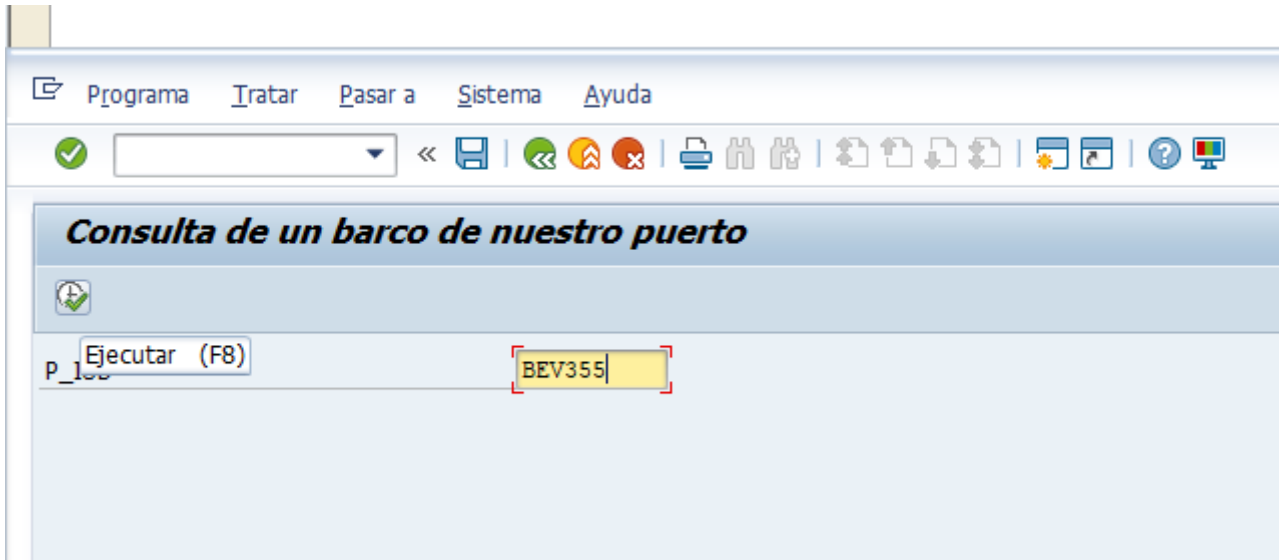 Programa Tratar Pasar a Sistema Ayuda
Consulta de un barco de nuestro puerto
Ejecutar (F8)
BEV355